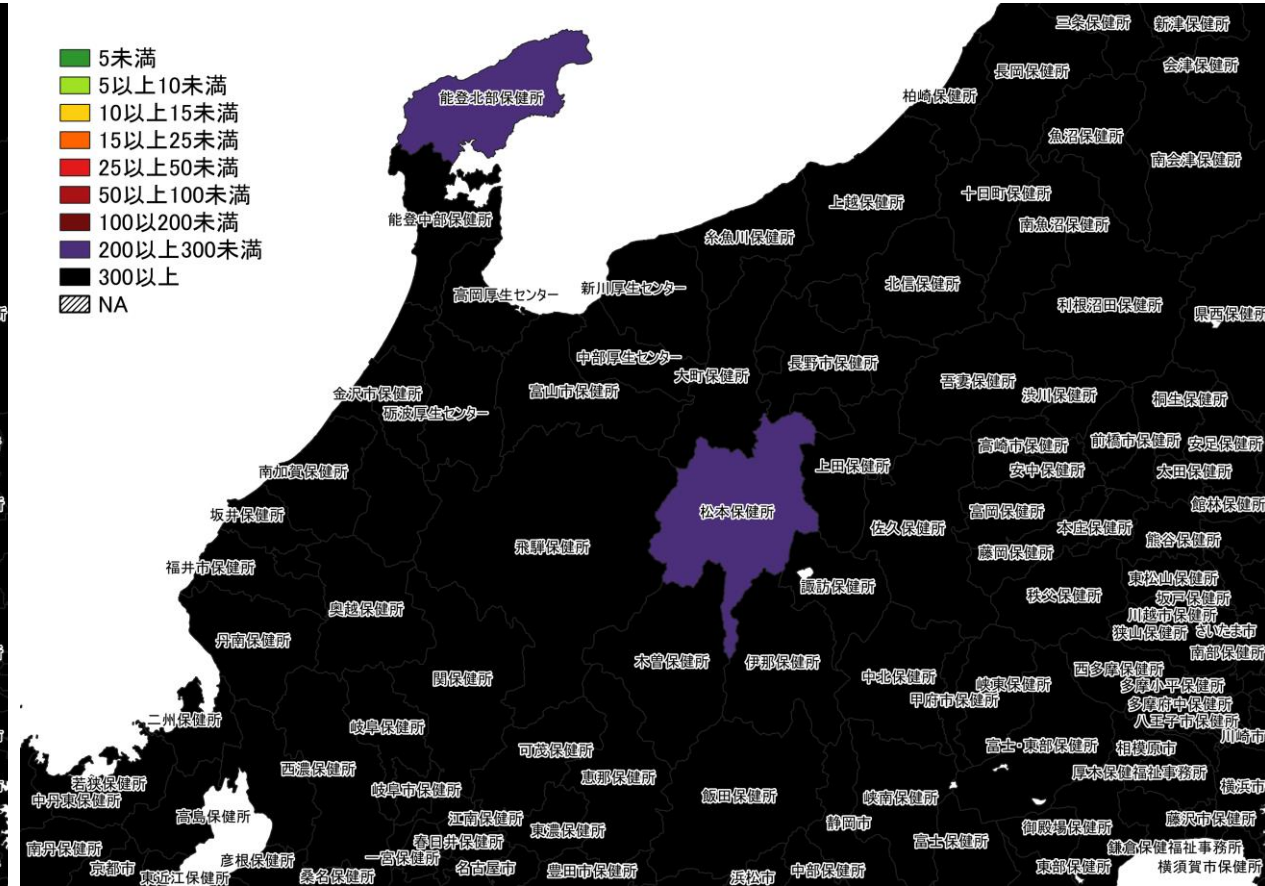 5未満
5以上10未満
10以上15未満
15以上25未満
25以上50未満
50以上100未満
100以200未満
200以上300未満
300以上
NA
三条保健所
新津保健所
長岡保健所
会津保健所
柏崎保健所
能登北部保健所
魚沼保健所
南会津保健所
十日町保健所
上越保健所
能登中部保健所
南魚沼保健所
糸魚川保健所
北信保健所
新川厚生センター
高岡厚生センター
利根沼田保健所
県西保健所
中部厚生センター
長野市保健所
大町保健所
吾妻保健所
富山市保健所
金沢市保健所
渋川保健所
桐生保健所
砺波厚生センター
前橋市保健所
安足保健所
高崎市保健所
上田保健所
安中保健所
太田保健所
南加賀保健所
館林保健所
松本保健所
富岡保健所
坂井保健所
佐久保健所
本庄保健所
熊谷保健所
飛騨保健所
藤岡保健所
福井市保健所
東松山保健所
諏訪保健所
秩父保健所
坂戸保健所
奥越保健所
川越市保健所
狭山保健所
さいたま市
丹南保健所
南部保健所
木曽保健所
伊那保健所
西多摩保健所
関保健所
中北保健所
峡東保健所
多摩小平保健所
甲府市保健所
多摩府中保健所
二州保健所
八王子市保健所
岐阜保健所
川崎市
富士・東部保健所
相模原市
可茂保健所
西濃保健所
恵那保健所
厚木保健福祉事務所
若狭保健所
横浜市
岐阜市保健所
飯田保健所
峡南保健所
中丹東保健所
高島保健所
江南保健所
藤沢市保健所
静岡市
東濃保健所
御殿場保健所
春日井保健所
富士保健所
南丹保健所
鎌倉保健福祉事務所
一宮保健所
彦根保健所
京都市
名古屋市
豊田市保健所
中部保健所
東部保健所
横須賀市保健所
東近江保健所
桑名保健所
浜松市